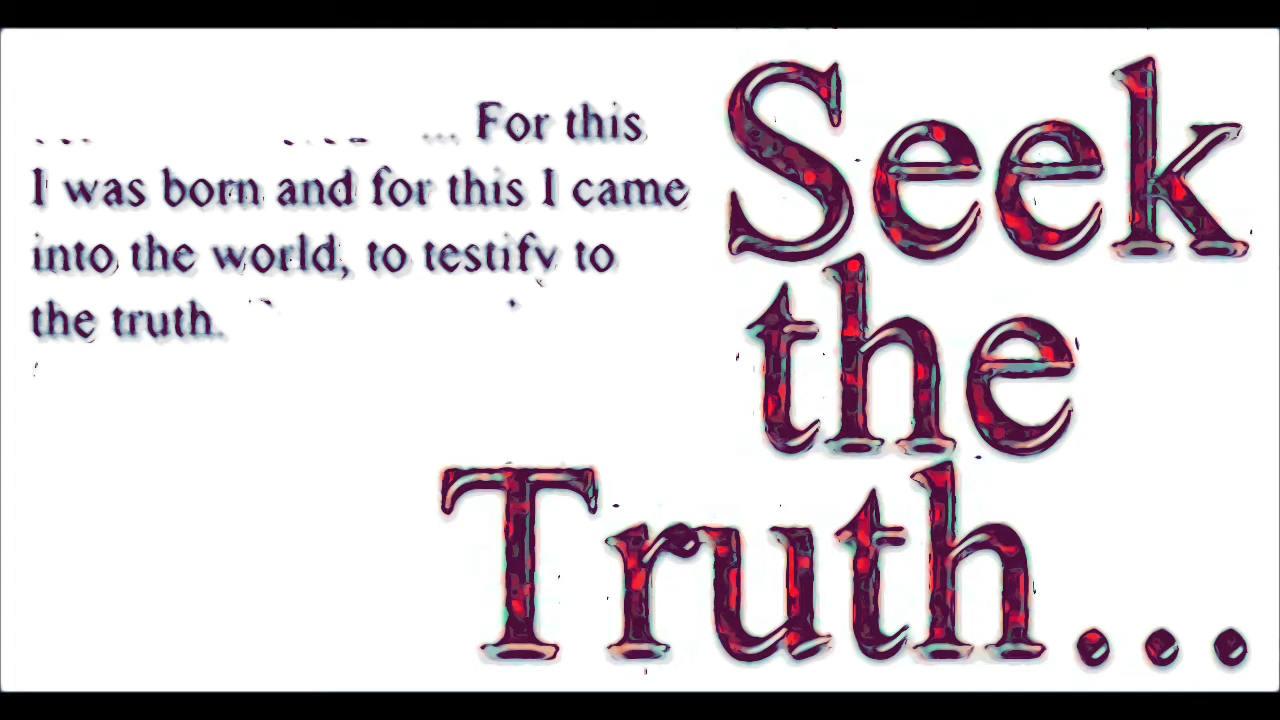 ... For this
I was born and for this I came
into the world, to testify to
the truth.
Seek
the
Truth...